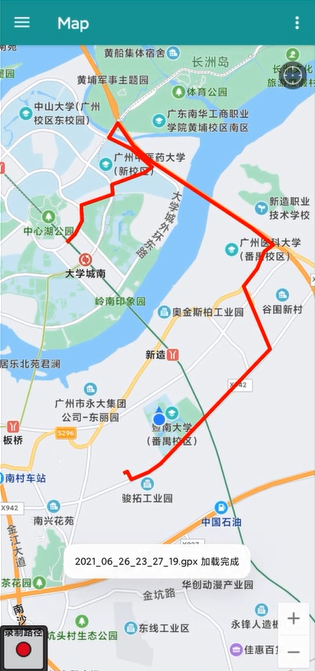 Map
黄船集体宿舍
长洲岛
黄埔军事主题园
体育公园
中山大学(广州
校区东校园)
广东南华工商职业
学院黄埔校区南区
广州中医药大学
(新校区)
大学城外环东路
新造职业
技术学校
中心湖公园
广州医科大学
(番禺校区)
大学城南
岭南印象园
奥金斯柏工业园
谷围新村
居乐北苑君澜
新造
X942
广州市永大集团
公司-东丽园
S296
板桥
暨南大学
(番禺校区)
南村车站
骏拓工业园
X942
南兴花苑
中国石油
金江大道
2021_06_26_23_27_19.gpx 加载完成
茶花园
金坑路
华创动漫产业园
南沙
录制路径
坑头村生态公园
东线工业区
永锋人造板
佳惠百
+
−